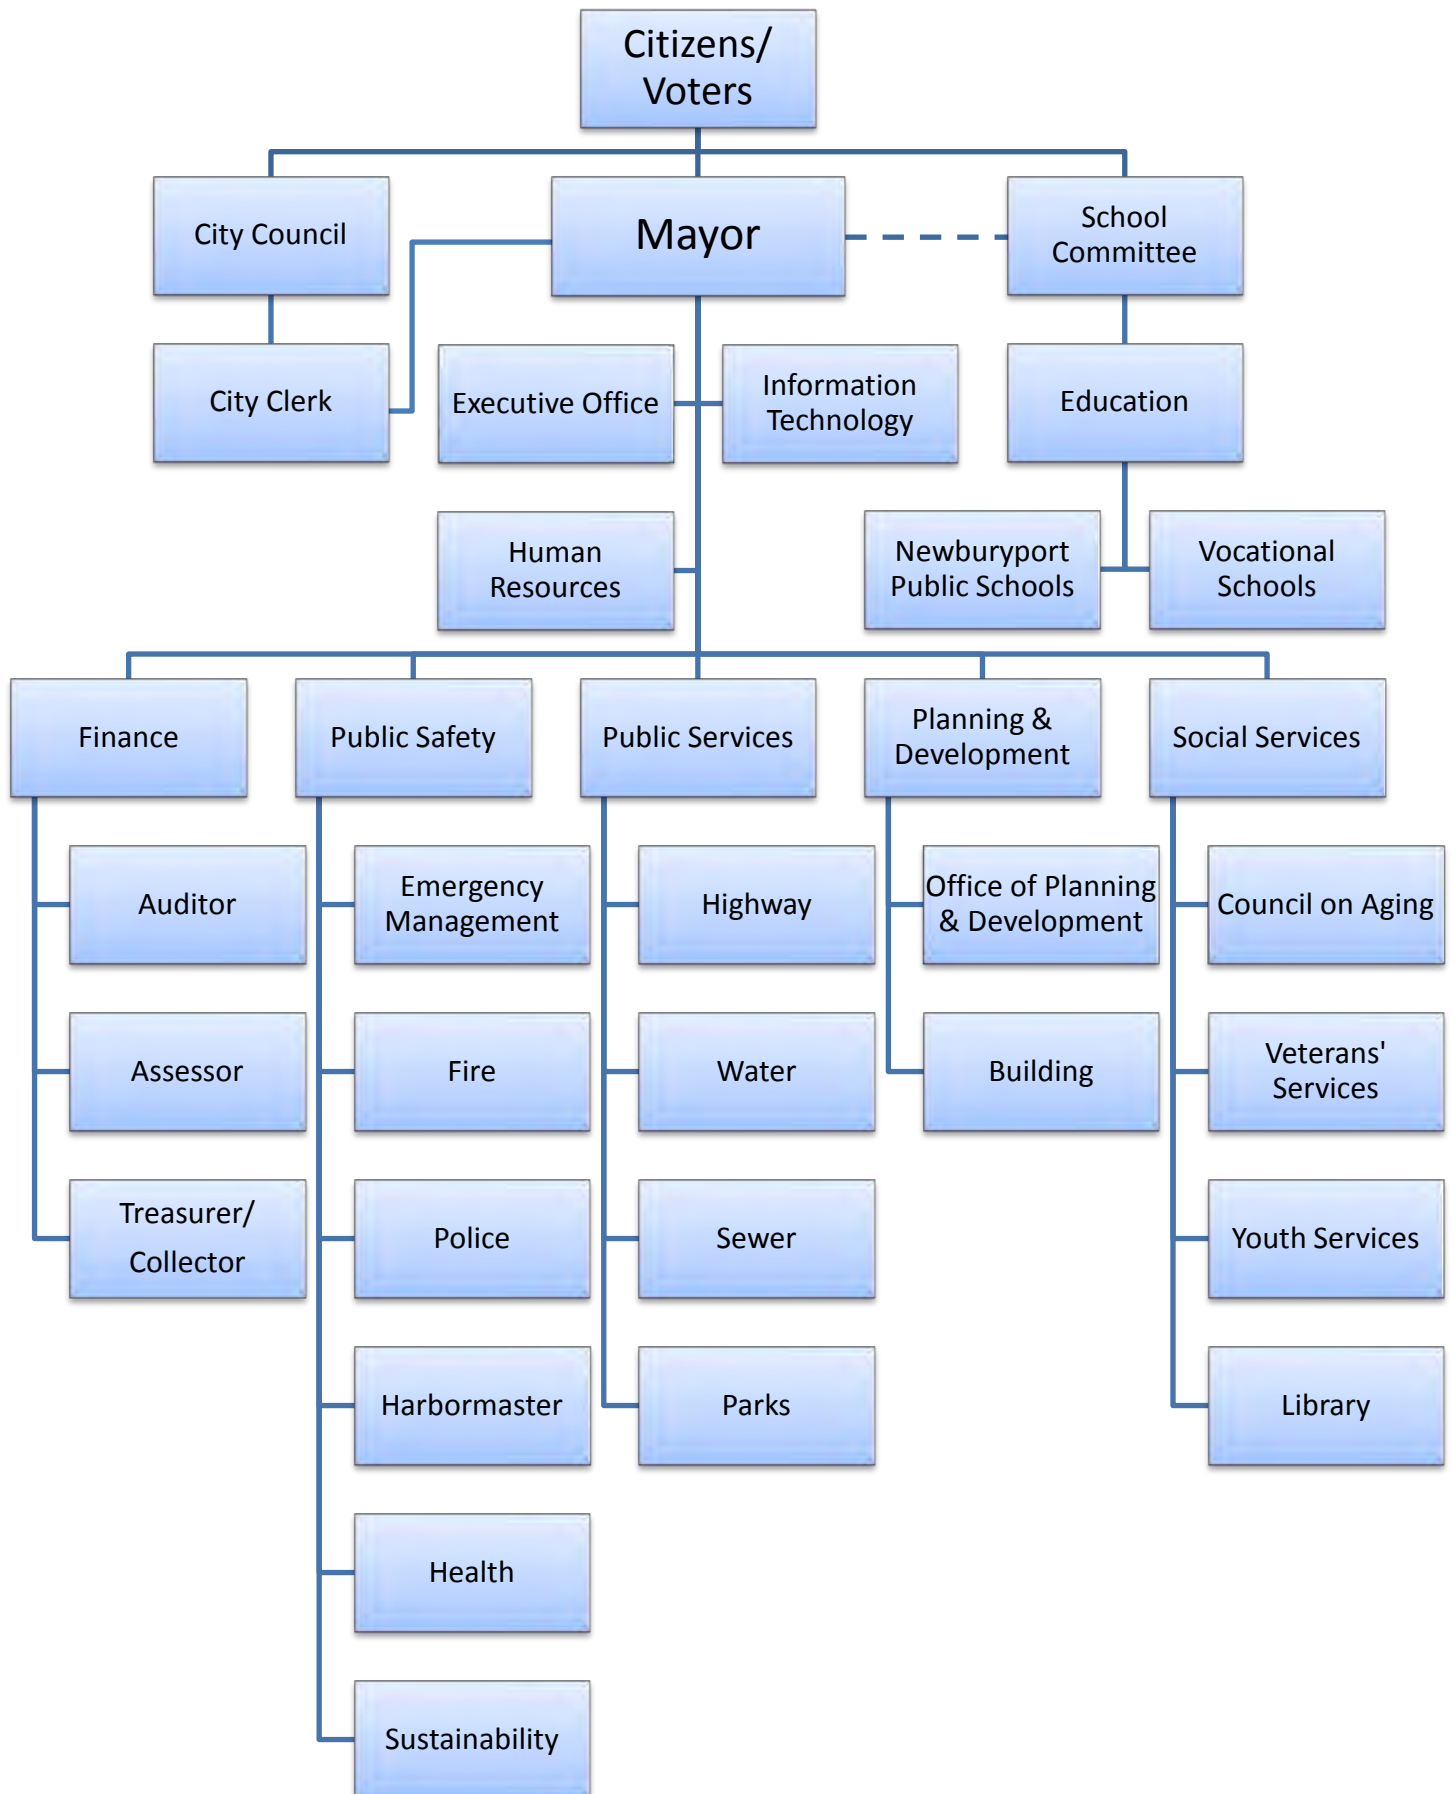 Citizens/
Voters
City Council
Mayor
School
Committee
City Clerk
Executive Office
Information
Technology
Education
Human
Resources
Newburyport
Public Schools
Vocational
Schools
Finance
Public Safety
Public Services
Planning &
Development
Social Services
Auditor
Emergency
Management
Highway
Office of Planning
& Development
Council on Aging
Assessor
Fire
Water
Building
Veterans'
Services
Treasurer/
Collector
Police
Sewer
Youth Services
Harbormaster
Parks
Library
Health
Sustainability